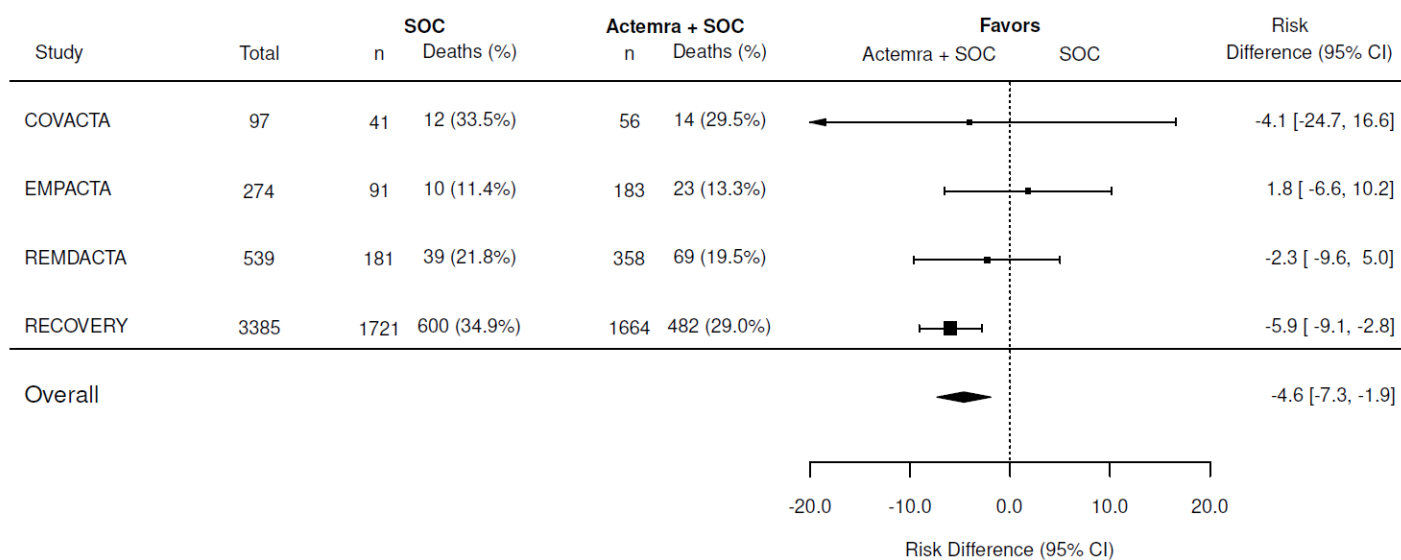 SOC Actemra + SOC Favors Risk
Study Total n Deaths (%) n Deaths (%) Actemra + SOC SOC Difference (95% CI)
COVACTA 97 41 12 (33.5%) 56 14 (29.5%) -4.1 [-24.7, 16.6]
EMPACTA 274 91 10 (11.4%) 183 23 (13.3%) 1.8 [ -6.6, 10.2]
REMDACTA 539 181 39 (21.8%) 358 69 (19.5%) -2.3 [ -9.6, 5.0]
RECOVERY 3385 1721 600 (34.9%) 1664 482 (29.0%) -5.9 [ -9.1, -2.8]
Overall -4.6 [-7.3, -1.9]
-20.0 -10.0 0.0 10.0 20.0
Risk Difference (95% CI)